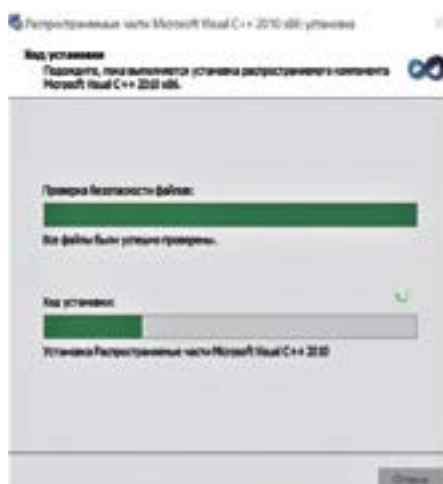 Распространяемые части Microsoft Visual C++ 2010 x86: установка
Ход установки
Подождите, пока выполняется установка распространяемого компонента
Microsoft Visual C++ 2010 x86.
Проверка безопасности файлов:
Все файлы были успешно проверены.
Ход установки:
Установка Распространяемые части Microsoft Visual C++ 2010
Отмена